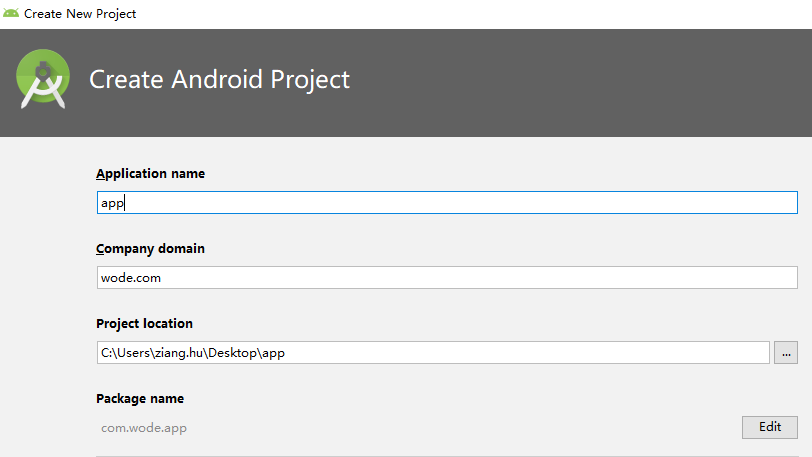 Create New Project
Create Android Project
Application name
app
Company domain
wode.com
Project location
C:\Users\ziang.hu\Desktop\app
...
Package name
com.wode.app
Edit